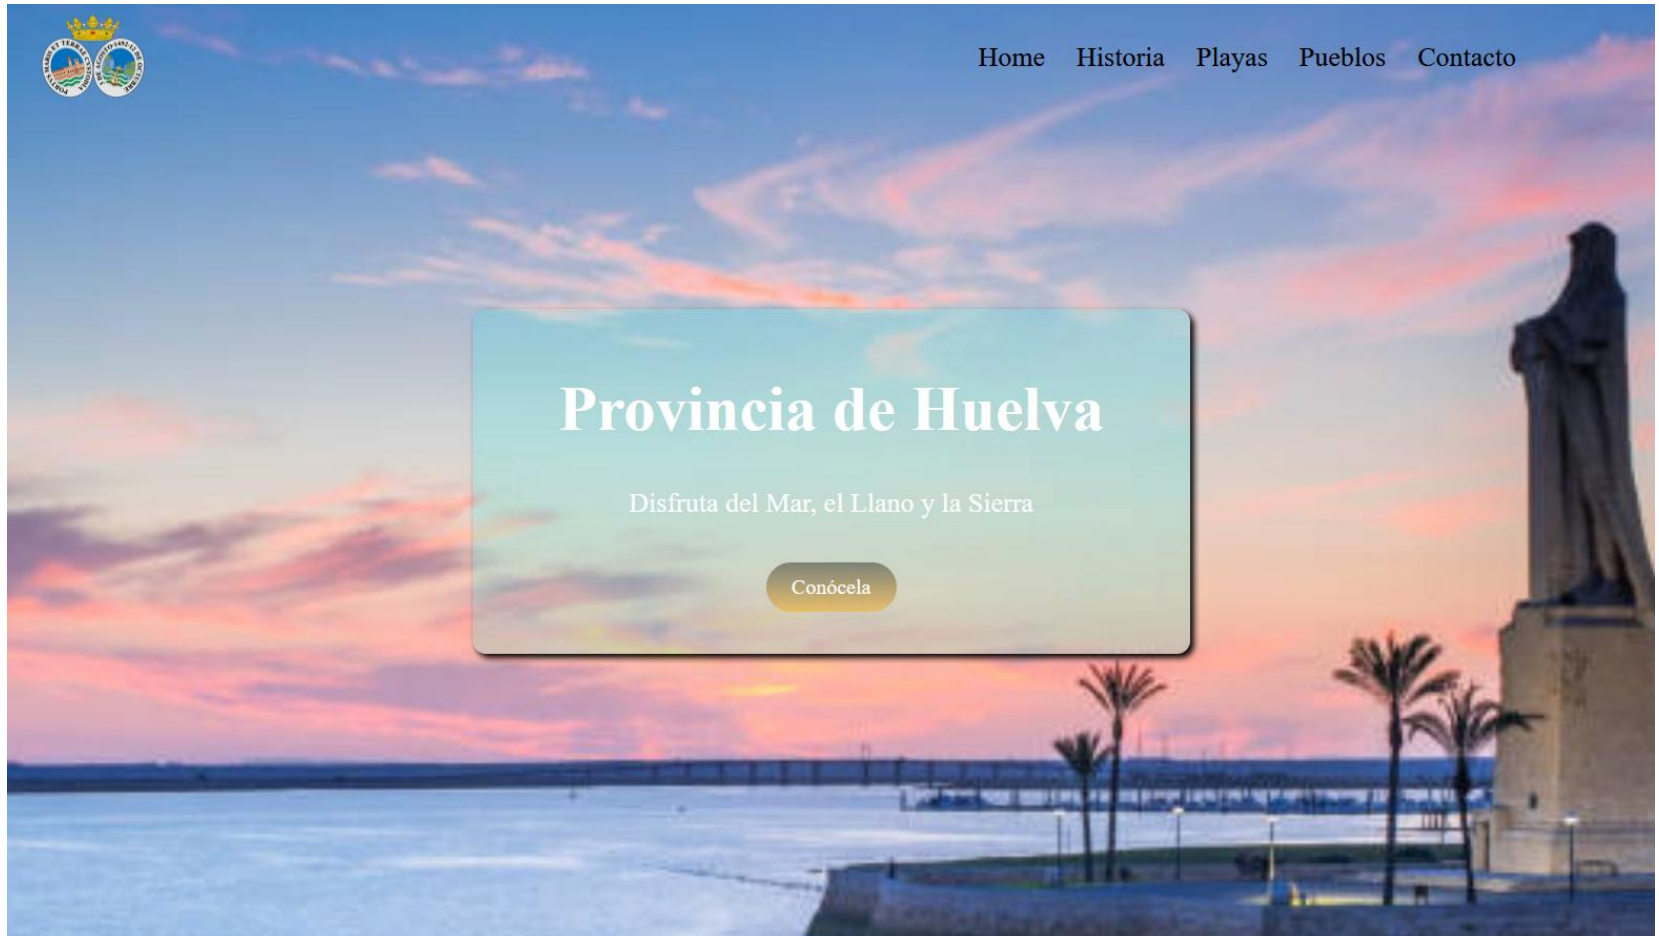 Home Historia Playas Pueblos Contacto
Provincia de Huelva
Disfruta del Mar, el Llano y la Sierra
Conócela